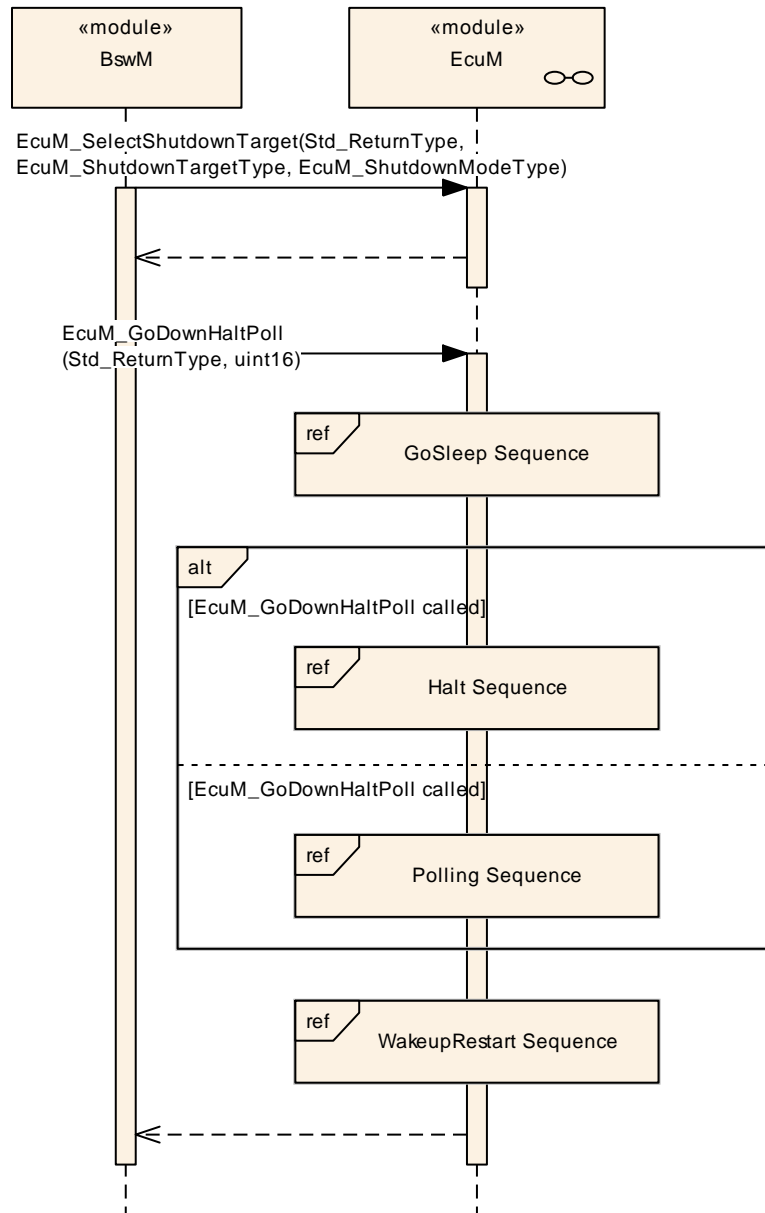 «module»
BswM
«module»
EcuM
EcuM_SelectShutdownTarget(Std_ReturnType,
EcuM_ShutdownTargetType, EcuM_ShutdownModeType)
EcuM_GoDownHaltPoll
(Std_ReturnType, uint16)
ref
GoSleep Sequence
alt
[EcuM_GoDownHaltPoll called]
ref
Halt Sequence
[EcuM_GoDownHaltPoll called]
ref
Polling Sequence
ref
WakeupRestart Sequence